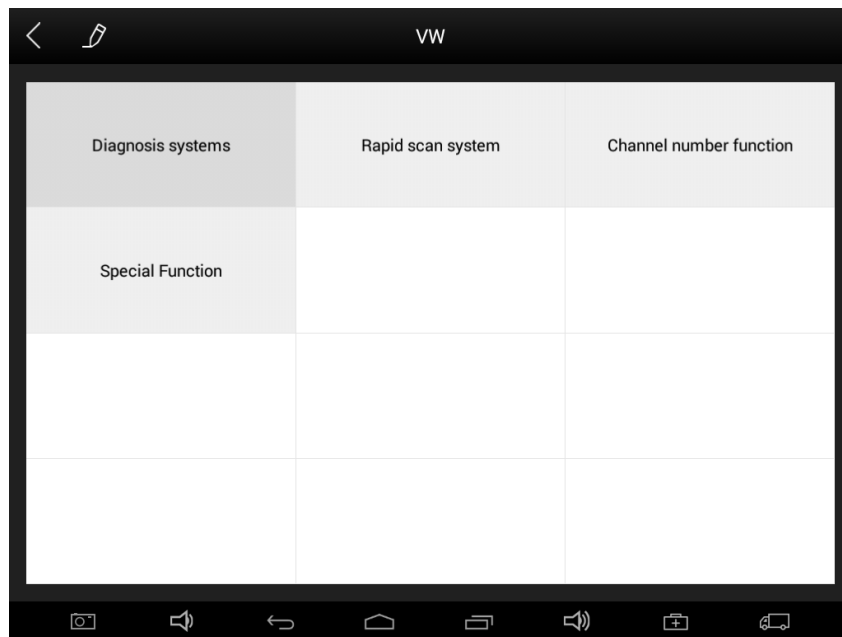 VW
Diagnosis systems
Rapid scan system
Channel number function
Special Function